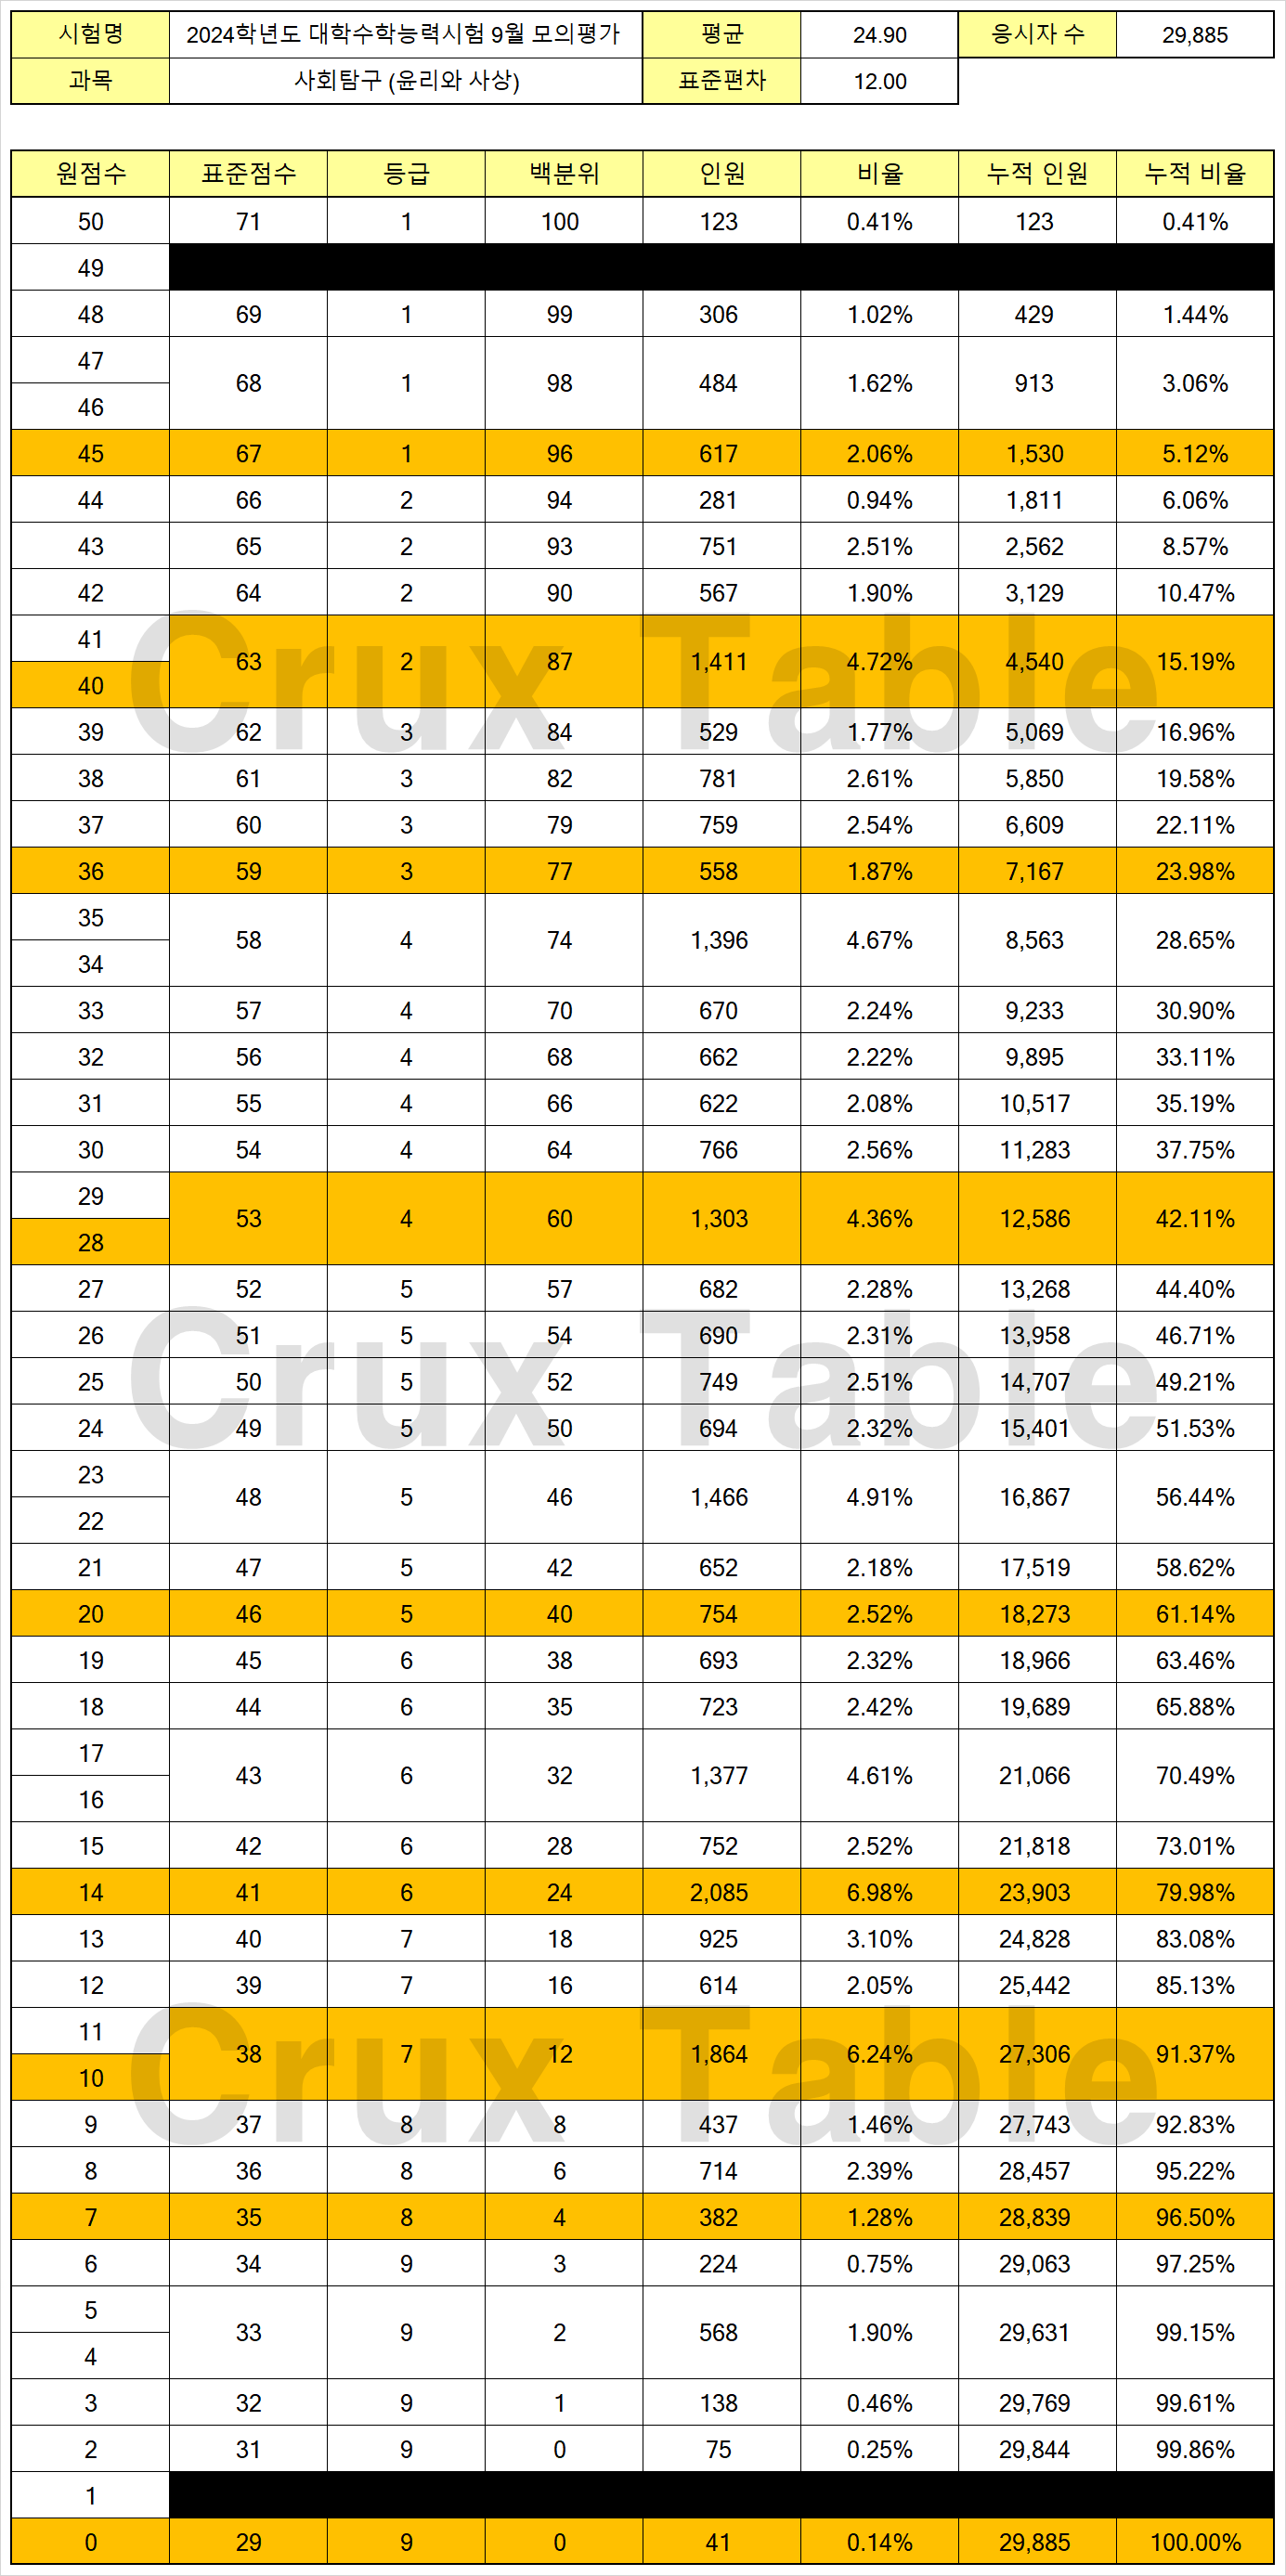 시험명 2024학년도 대학수학능력시험 9월 모의평가 평균 24.90 응시자 수 29,885
과목 사회탐구 (윤리와 사상) 표준편차 12.00
원점수 표준점수 등급 백분위 인원 비율 누적 인원 누적 비율
50 71 1 100 123 0.41% 123 0.41%
49
48 69 1 99 306 1.02% 429 1.44%
47
68 1 98 484 1.62% 913 3.06%
46
45 67 1 96 617 2.06% 1,530 5.12%
44 66 2 94 281 0.94% 1,811 6.06%
43 65 2 93 751 2.51% 2,562 8.57%
42 64 2 90 567 1.90% 3,129 10.47%
41
63 2 87 1,411 4.72% 4,540 15.19%
40
Crux Table
39 62 3 84 529 1.77% 5,069 16.96%
38 61 3 82 781 2.61% 5,850 19.58%
37 60 3 79 759 2.54% 6,609 22.11%
36 59 3 77 558 1.87% 7,167 23.98%
35
58 4 74 1,396 4.67% 8,563 28.65%
34
33 57 4 70 670 2.24% 9,233 30.90%
32 56 4 68 662 2.22% 9,895 33.11%
31 55 4 66 622 2.08% 10,517 35.19%
30 54 4 64 766 2.56% 11,283 37.75%
29
53 4 60 1,303 4.36% 12,586 42.11%
28
27 52 5 57 682 2.28% 13,268 44.40%
26 51 5 54 690 2.31% 13,958 46.71%
Crux Table
25 50 5 52 749 2.51% 14,707 49.21%
24 49 5 50 694 2.32% 15,401 51.53%
23
48 5 46 1,466 4.91% 16,867 56.44%
22
21 47 5 42 652 2.18% 17,519 58.62%
20 46 5 40 754 2.52% 18,273 61.14%
19 45 6 38 693 2.32% 18,966 63.46%
18 44 6 35 723 2.42% 19,689 65.88%
17
43 6 32 1,377 4.61% 21,066 70.49%
16
15 42 6 28 752 2.52% 21,818 73.01%
14 41 6 24 2,085 6.98% 23,903 79.98%
13 40 7 18 925 3.10% 24,828 83.08%
12 39 7 16 614 2.05% 25,442 85.13%
11
38 7 12 1,864 6.24% 27,306 91.37%
10
Crux Table
9 37 8 8 437 1.46% 27,743 92.83%
8 36 8 6 714 2.39% 28,457 95.22%
7 35 8 4 382 1.28% 28,839 96.50%
6 34 9 3 224 0.75% 29,063 97.25%
5
33 9 2 568 1.90% 29,631 99.15%
4
3 32 9 1 138 0.46% 29,769 99.61%
2 31 9 0 75 0.25% 29,844 99.86%
1
0 29 9 0 41 0.14% 29,885 100.00%